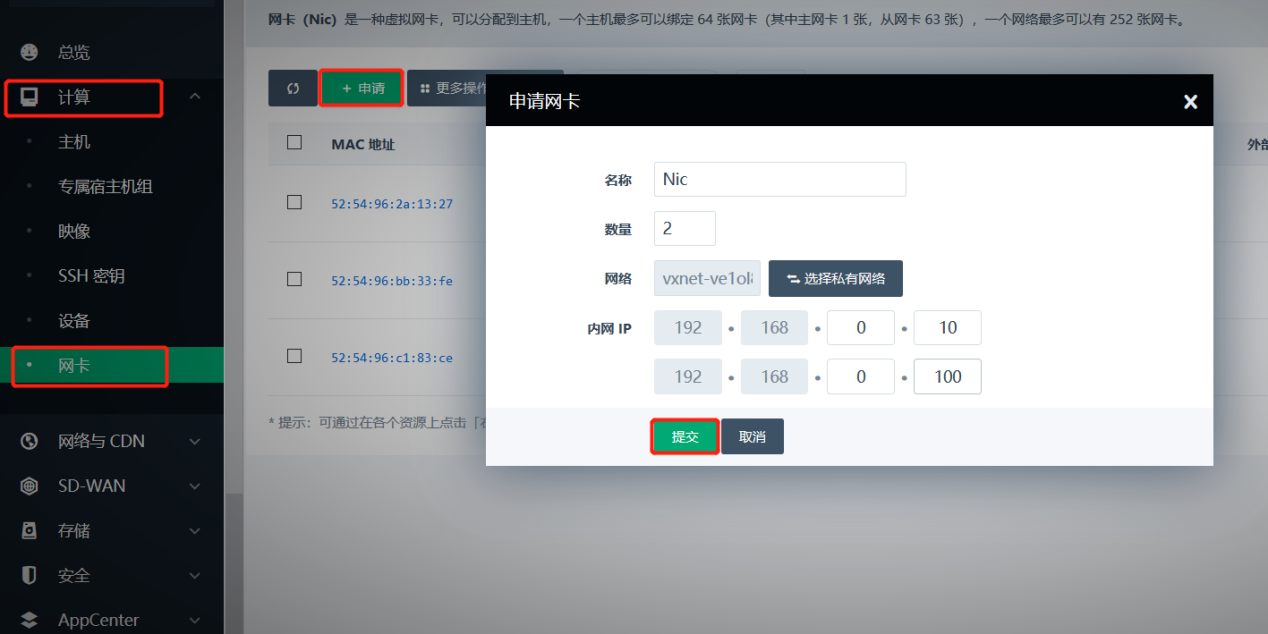 网卡（Nic）是一种虚拟网卡，可以分配到主机，一个主机最多可以绑定 64 张网卡（其中主网卡 1 张，从网卡 63 张），一个网络最多可以有 252 张网卡。
总览
计算
主机
专属宿主机组
映像
SSH 密钥
设备
网卡
网络与 CDN
SD-WAN
存储
安全
AppCenter
+ 申请
更多操作
MAC 地址
52:54:96:2a:13:27
52:54:96:bb:33:fe
52:54:96:c1:83:ce
* 提示：可通过在各个资源上点击「
申请网卡
名称 Nic
数量 2
网络 vxnet-ve1ol 选择私有网络
内网 IP 192 • 168 • 0 • 10
192 • 168 • 0 • 100
提交 取消
外部